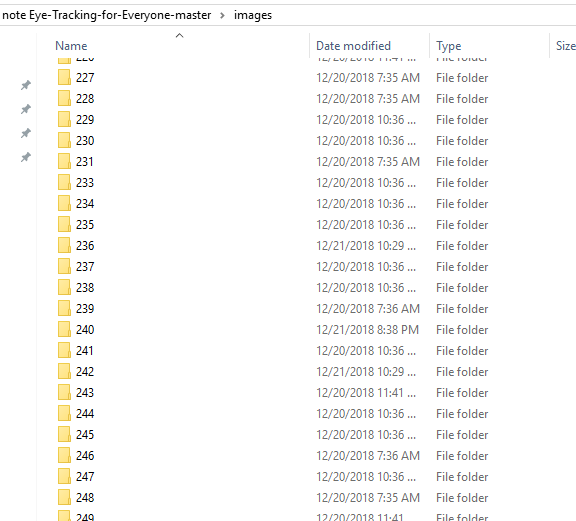 note Eye-Tracking-for-Everyone-master > images
Name Date modified Type Size
226 12/20/2018 11:41 ... File folder
227 12/20/2018 7:35 AM File folder
228 12/20/2018 7:35 AM File folder
229 12/20/2018 10:36 ... File folder
230 12/20/2018 10:36 ... File folder
231 12/20/2018 7:35 AM File folder
233 12/20/2018 10:36 ... File folder
234 12/20/2018 10:36 ... File folder
235 12/20/2018 10:36 ... File folder
236 12/21/2018 10:29 ... File folder
237 12/20/2018 10:36 ... File folder
238 12/20/2018 10:36 ... File folder
239 12/20/2018 7:36 AM File folder
240 12/21/2018 8:38 PM File folder
241 12/20/2018 10:36 ... File folder
242 12/21/2018 10:29 ... File folder
243 12/20/2018 11:41 ... File folder
244 12/20/2018 10:36 ... File folder
245 12/20/2018 10:36 ... File folder
246 12/20/2018 7:36 AM File folder
247 12/20/2018 10:36 ... File folder
248 12/20/2018 7:35 AM File folder
249 12/20/2018 11:41 ... File folder